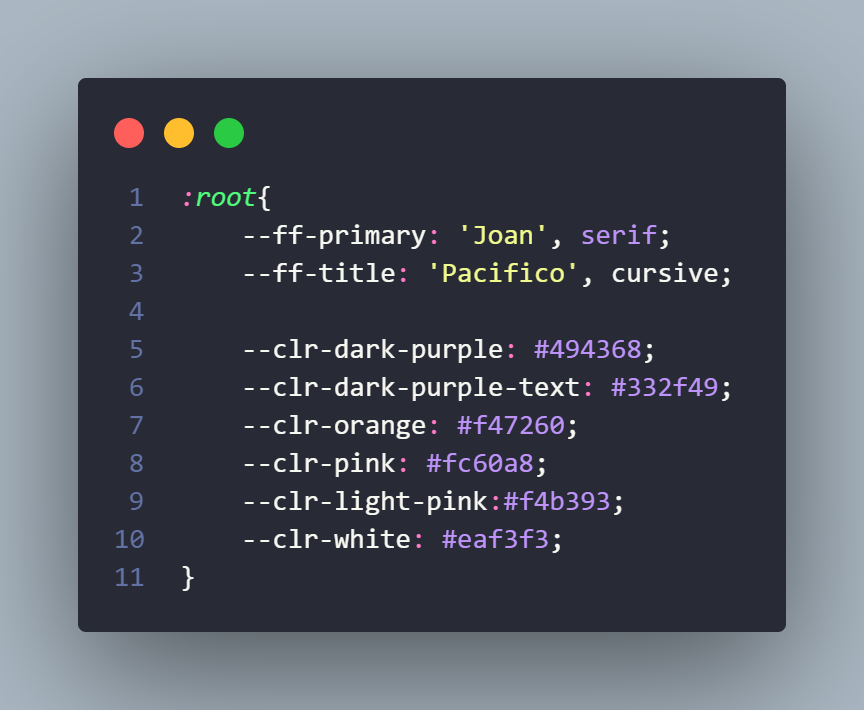 1 :root{
2 --ff-primary: 'Joan', serif;
3 --ff-title: 'Pacifico', cursive;
4
5 --clr-dark-purple: #494368;
6 --clr-dark-purple-text: #332f49;
7 --clr-orange: #f47260;
8 --clr-pink: #fc60a8;
9 --clr-light-pink:#f4b393;
10 --clr-white: #eaf3f3;
11 }